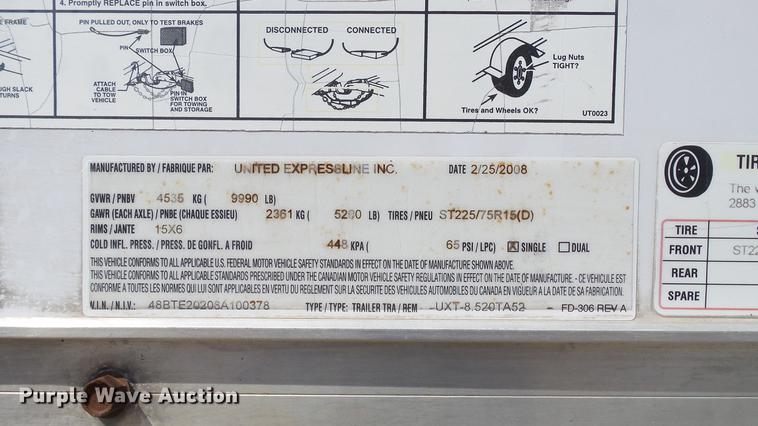 4. Promptly REPLACE pin in switch box.
E FRAME
PIN PULLED OUT, ONLY TO TEST BRAKES
PIN
SWITCH BOX
ATTACH
CABLE
TO TOW
VEHICLE
PIN IN
SWITCH BOX
FOR TOWING
AND STORAGE
UGH SLACK
TURNS
DISCONNECTED
CONNECTED
Lug Nuts
TIGHT?
Tires and Wheels OK?
UT0023
MANUFACTURED BY / FABRIQUE PAR: UNITED EXPRESSLINE INC. DATE 2/25/2008
GVWR / PNBV 4535 KG ( 9990 LB)
GAWR (EACH AXLE) / PNBE (CHAQUE ESSIEU) 2361 KG ( 5200 LB) TIRES / PNEU ST225/75R15(D)
RIMS / JANTE 15X6
COLD INFL. PRESS. / PRESS. DE GONFL. A FROID 448 KPA ( 65 PSI / LPC) X SINGLE DUAL
THIS VEHICLE CONFORMS TO ALL APPLICABLE U.S. FEDERAL MOTOR VEHICLE SAFETY STANDARDS IN EFFECT ON THE DATE OF MANUFACTURE SHOWN ABOVE.
THIS VEHICLE CONFORMS TO ALL APPLICABLE STANDARDS PRESCRIBED UNDER THE CANADIAN MOTOR VEHICLE SAFETY REGULATIONS IN EFFECT ON THE DATE OF MANUFACTURE. - CE VEHICULE EST
CONFORME A TOUTES LES NORMES QUI LUI SONT APPLICABLES EN VERTU DU REGLEMENT SUR LA SECURITE DES VEHICULES AUTOMOBILES DU CANADA EN VIGUEUR A LA DATE DE SA FABRICATION.
V.I.N. / N.I.V.: 48BTE20206A100378 TYPE / TYPE: TRAILER TRA / REM -UXT-8.520TA52 - FD-306 REV A
TIR
The v
2883
TIRE
FRONT ST22
REAR
SPARE
Purple Wave Auction